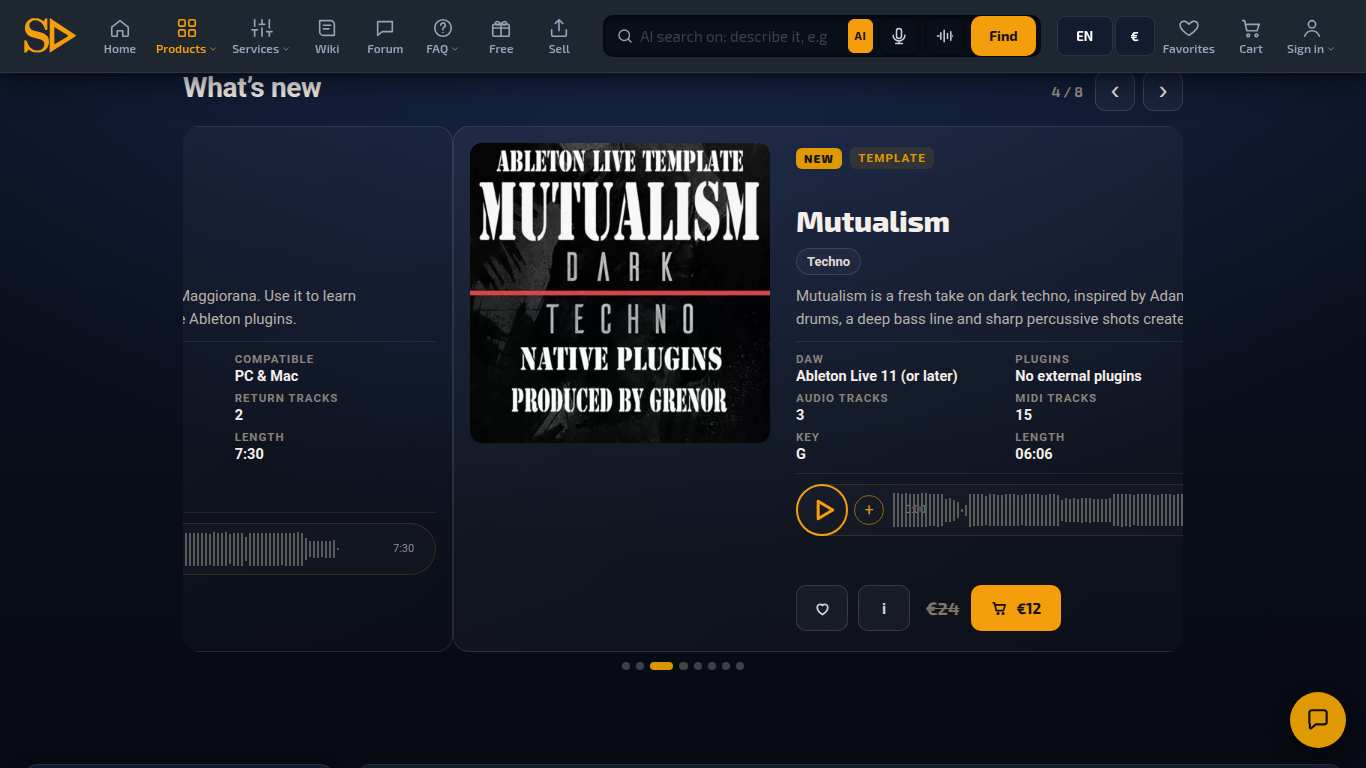 Home
Products
Services
Wiki
Forum
FAQ
Free
Sell
AI search on: describe it, e.g
AI
Find
EN
€
Favorites
Cart
Sign in
What's new
4 / 8
Maggiorana. Use it to learn
e Ableton plugins.
COMPATIBLE
PC & Mac
RETURN TRACKS
2
LENGTH
7:30
7:30
ABLETON LIVE TEMPLATE
MUTUALISM
DARK
TECHNO
NATIVE PLUGINS
PRODUCED BY GRENOR
NEW
TEMPLATE
Mutualism
Techno
Mutualism is a fresh take on dark techno, inspired by Adam
drums, a deep bass line and sharp percussive shots create
DAW
Ableton Live 11 (or later)
PLUGINS
No external plugins
AUDIO TRACKS
3
MIDI TRACKS
15
KEY
G
LENGTH
06:06
0:00
i
€24
€12